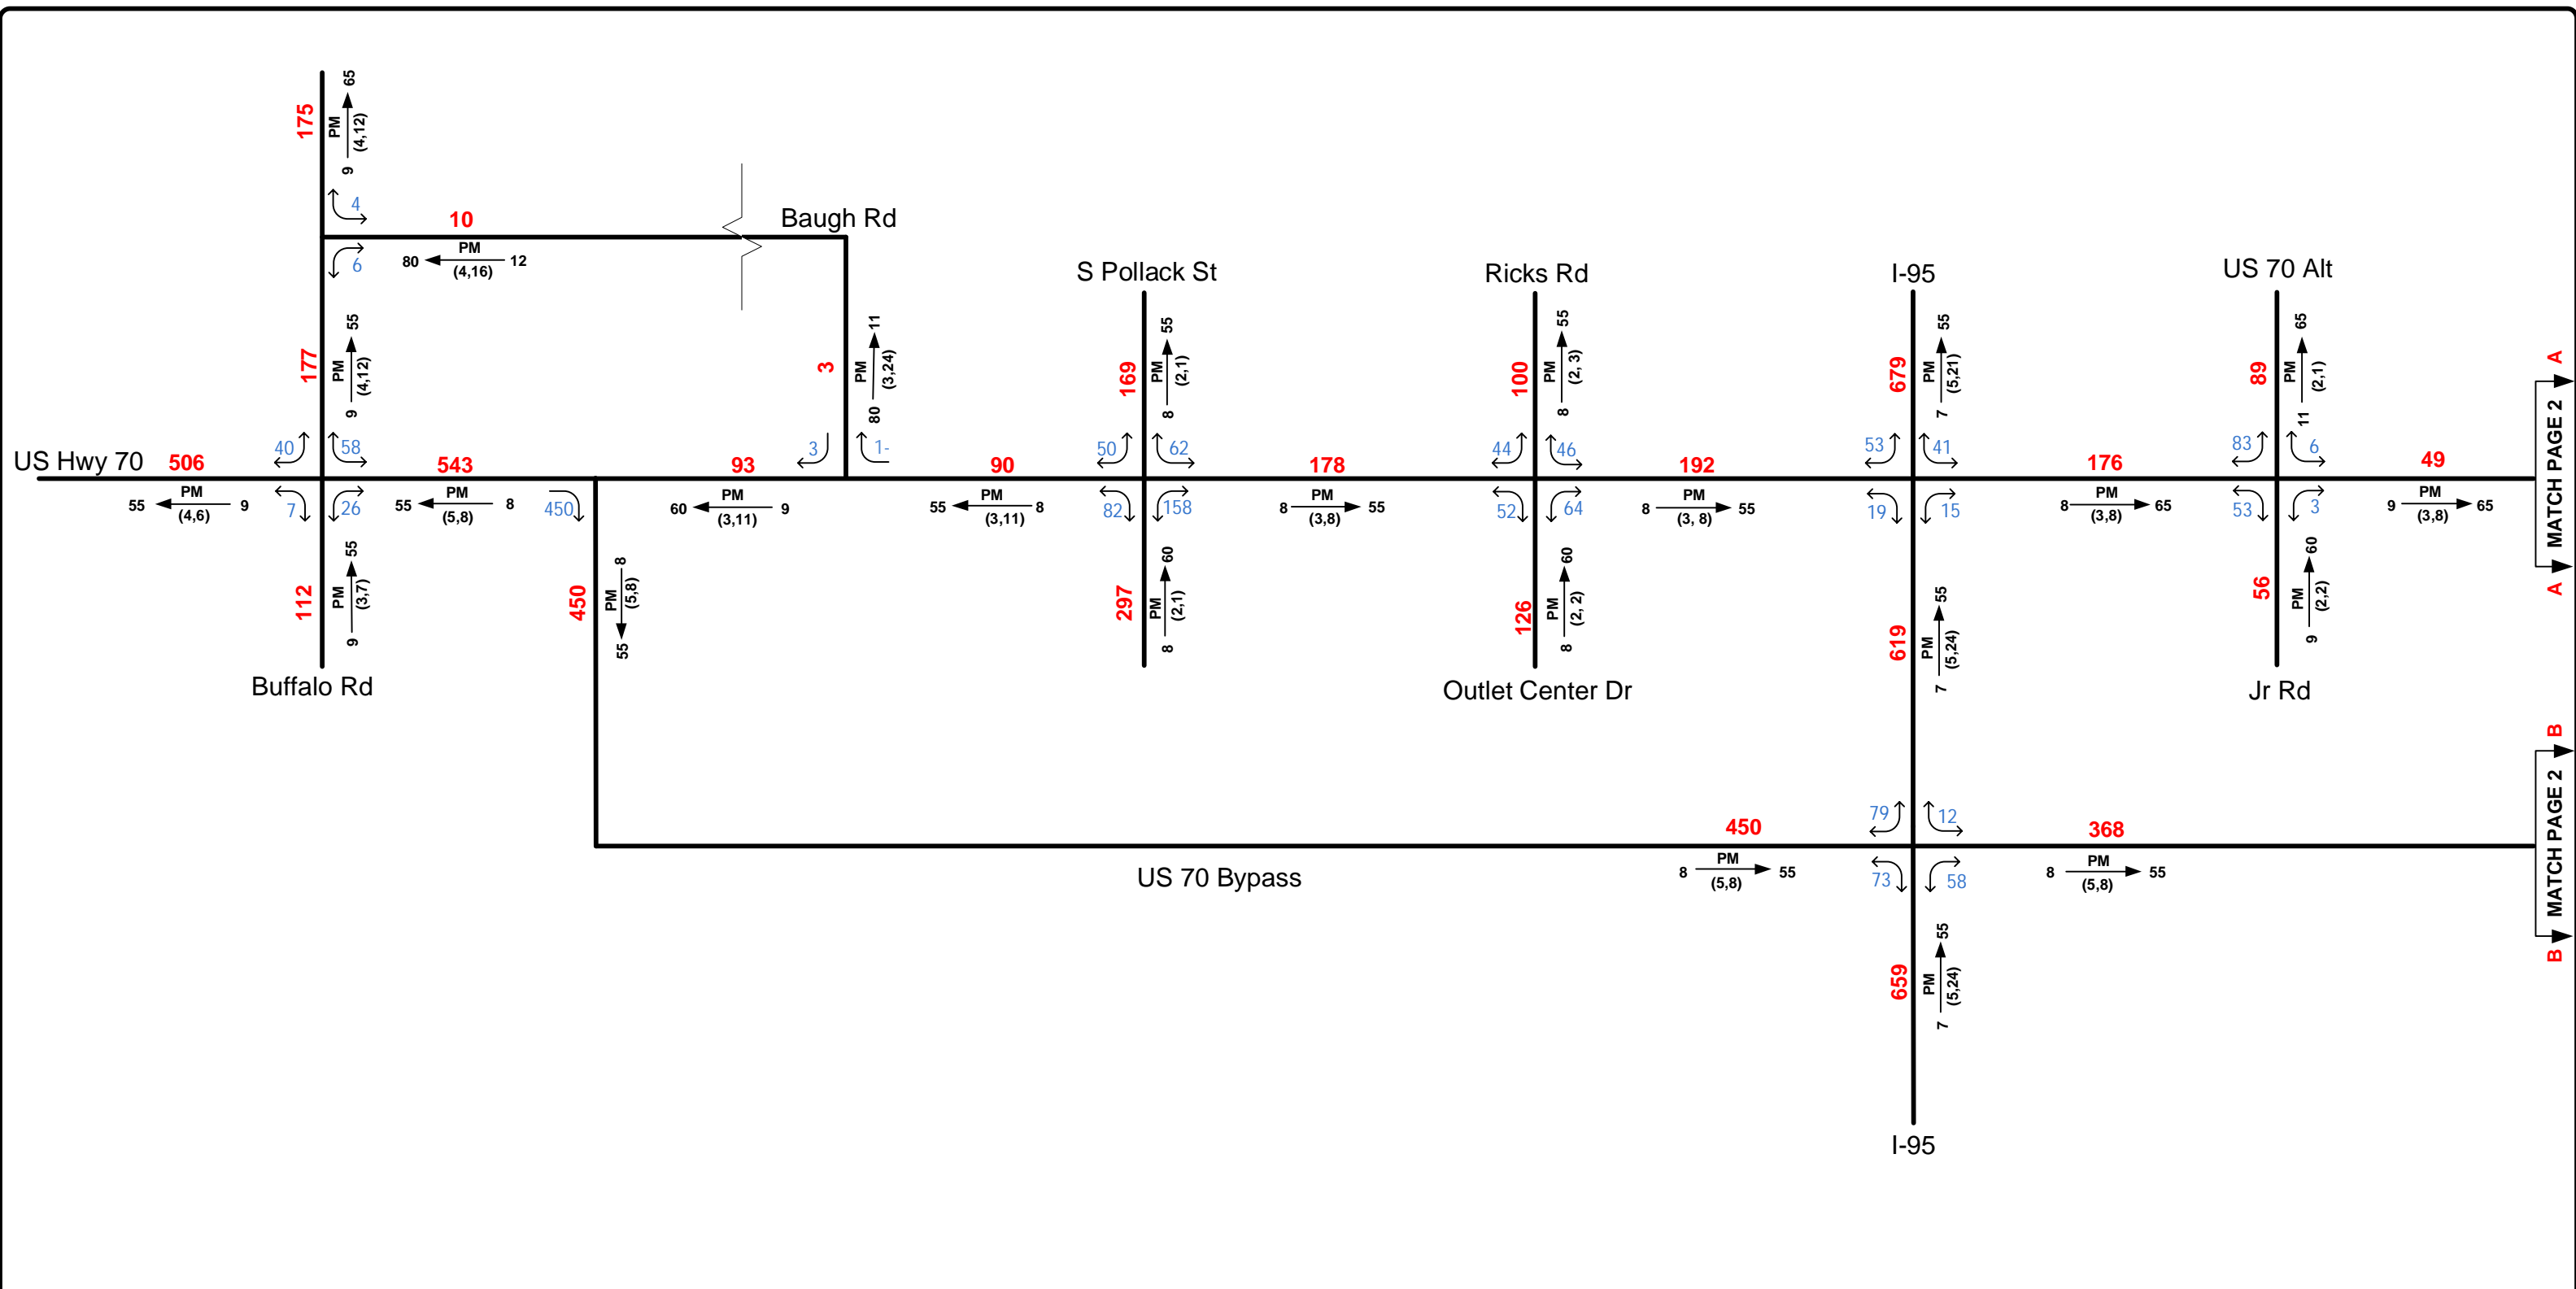 175
PM
9 65
(4,12)
4
10
Baugh Rd
6
PM
80 12
(4,16)
S Pollack St
Ricks Rd
I-95
US 70 Alt
177
PM
9 55
(4,12)
3
PM
80 11
(3,24)
169
PM
8 55
(2,1)
100
PM
8 55
(2, 3)
679
PM
7 55
(5,21)
89
PM
11 65
(2,1)
A MATCH PAGE 2 A
US Hwy 70
506
40
58
543
93
3
1-
90
50
62
178
44
46
192
53
41
176
83
6
49
PM
55 9
(4,6)
7
26
PM
55 8
(5,8)
450
PM
60 9
(3,11)
PM
55 8
(3,11)
82
158
PM
8 55
(3,8)
52
64
PM
8 55
(3, 8)
19
15
PM
8 65
(3,8)
53
3
PM
9 65
(3,8)
112
PM
9 55
(3,7)
450
PM
55 8
(5,8)
297
PM
8 60
(2,1)
126
PM
8 60
(2, 2)
619
PM
7 55
(5,24)
56
PM
9 60
(2,2)
Buffalo Rd
Outlet Center Dr
Jr Rd
B MATCH PAGE 2 B
450
79
12
368
US 70 Bypass
PM
8 55
(5,8)
73
58
PM
8 55
(5,8)
659
PM
7 55
(5,24)
I-95